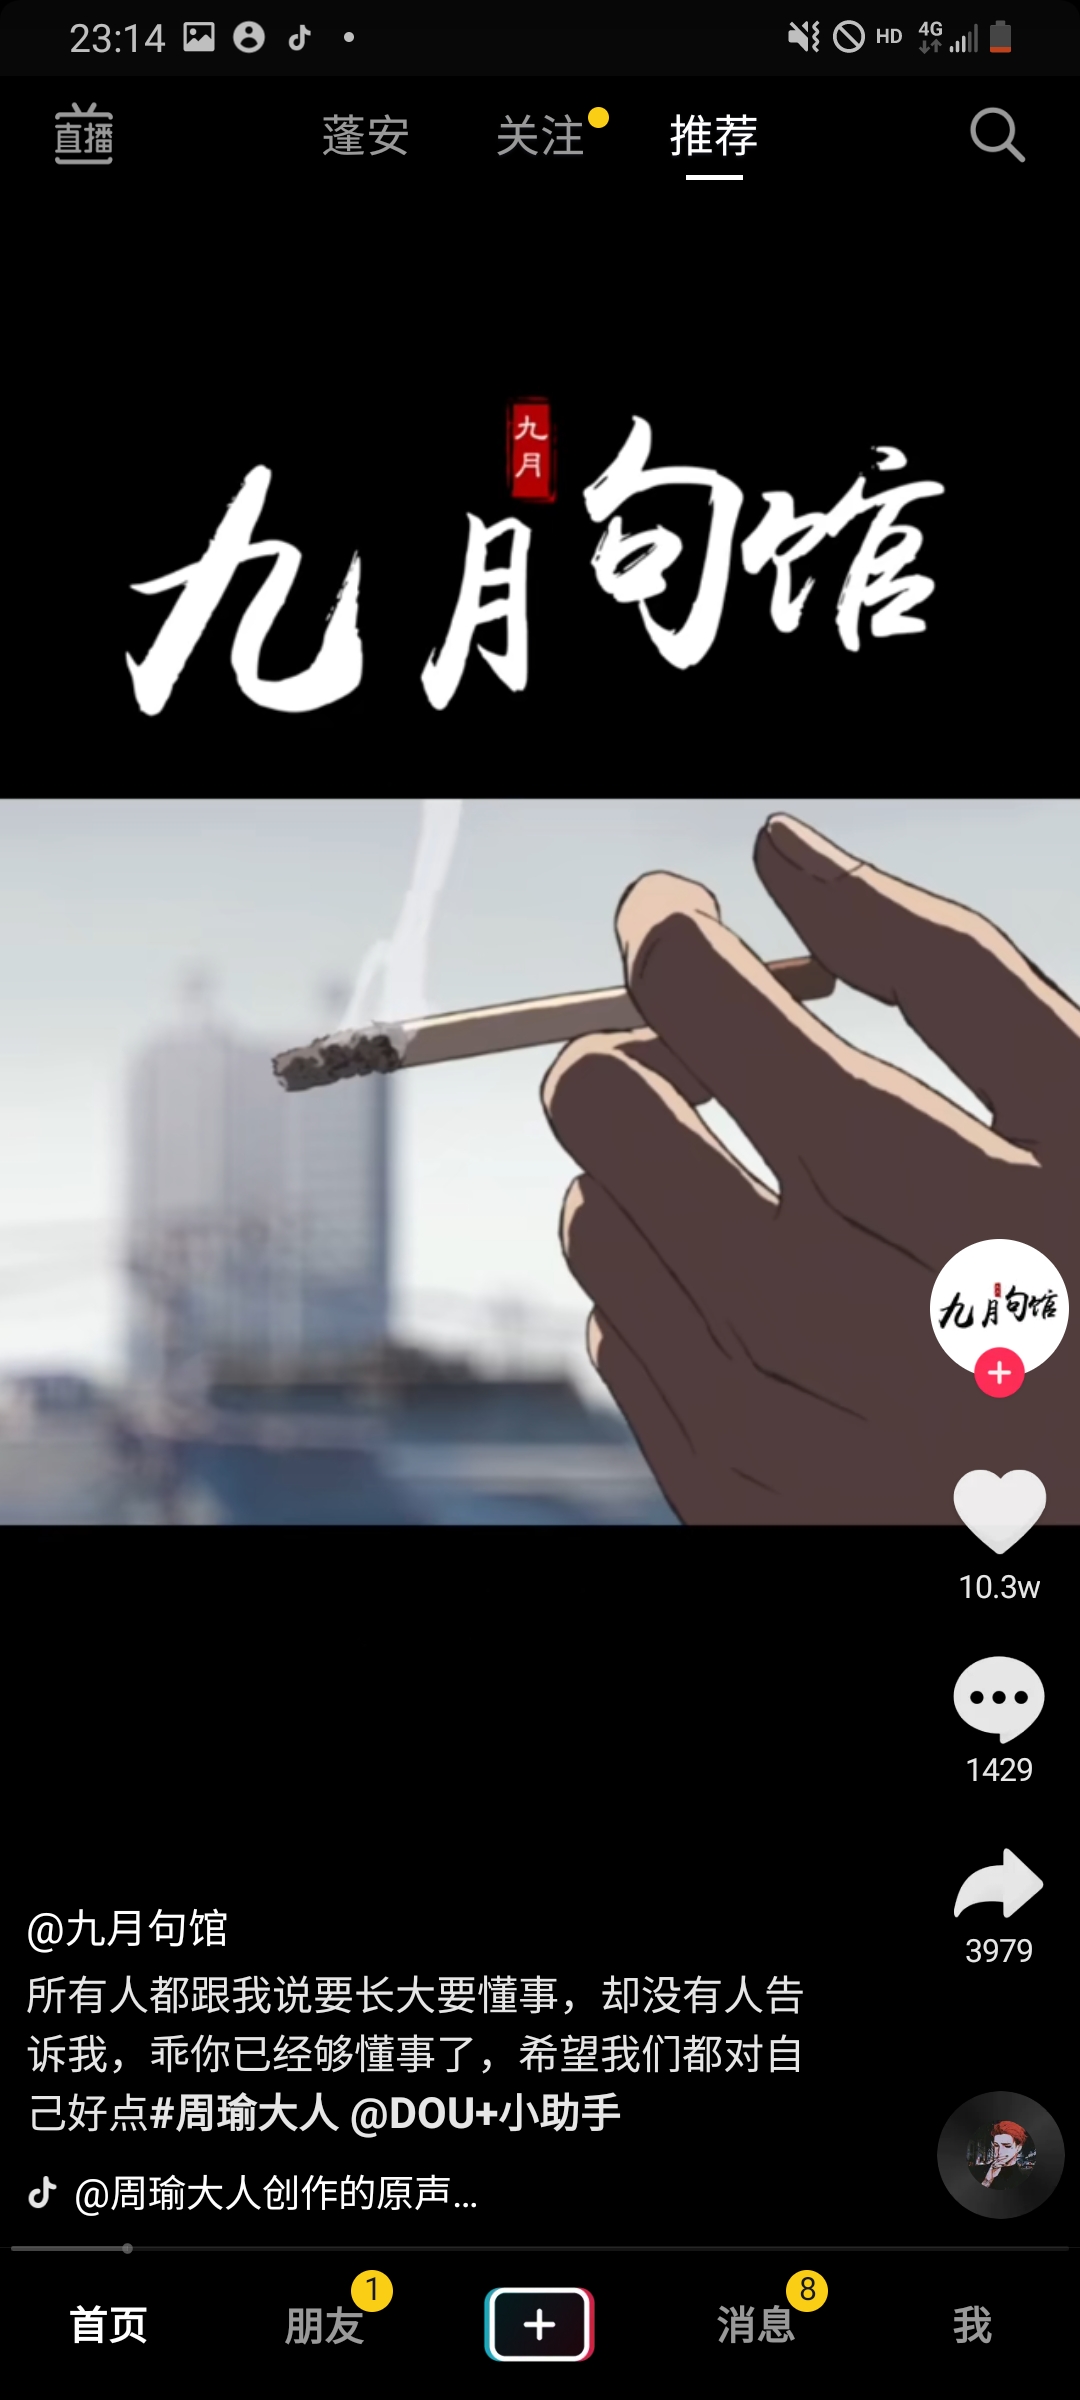 23:14
HD
4G
直播
蓬安
关注
推荐
九月
九月句馆
九月句馆
10.3w
1429
3979
@九月句馆
所有人都跟我说要长大要懂事，却没有人告
诉我，乖你已经够懂事了，希望我们都对自
己好点#周瑜大人 @DOU+小助手
@周瑜大人创作的原声...
首页
朋友
1
消息
8
我